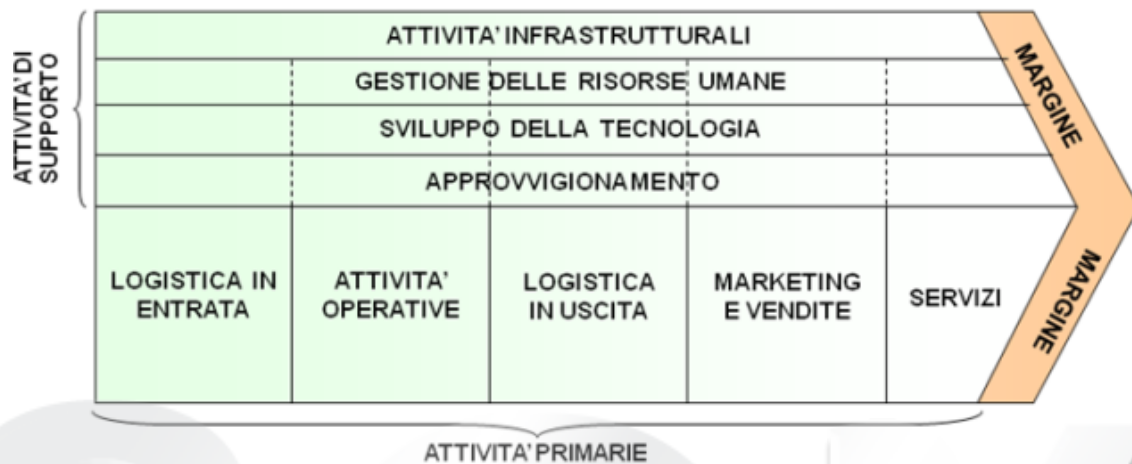 ATTIVITA' DI
SUPPORTO
ATTIVITA' INFRASTRUTTURALI
GESTIONE DELLE RISORSE UMANE
SVILUPPO DELLA TECNOLOGIA
APPROVVIGIONAMENTO
MARGINE
LOGISTICA IN
ENTRATA
ATTIVITA'
OPERATIVE
LOGISTICA
IN USCITA
MARKETING
E VENDITE
SERVIZI
MARGINE
ATTIVITA' PRIMARIE